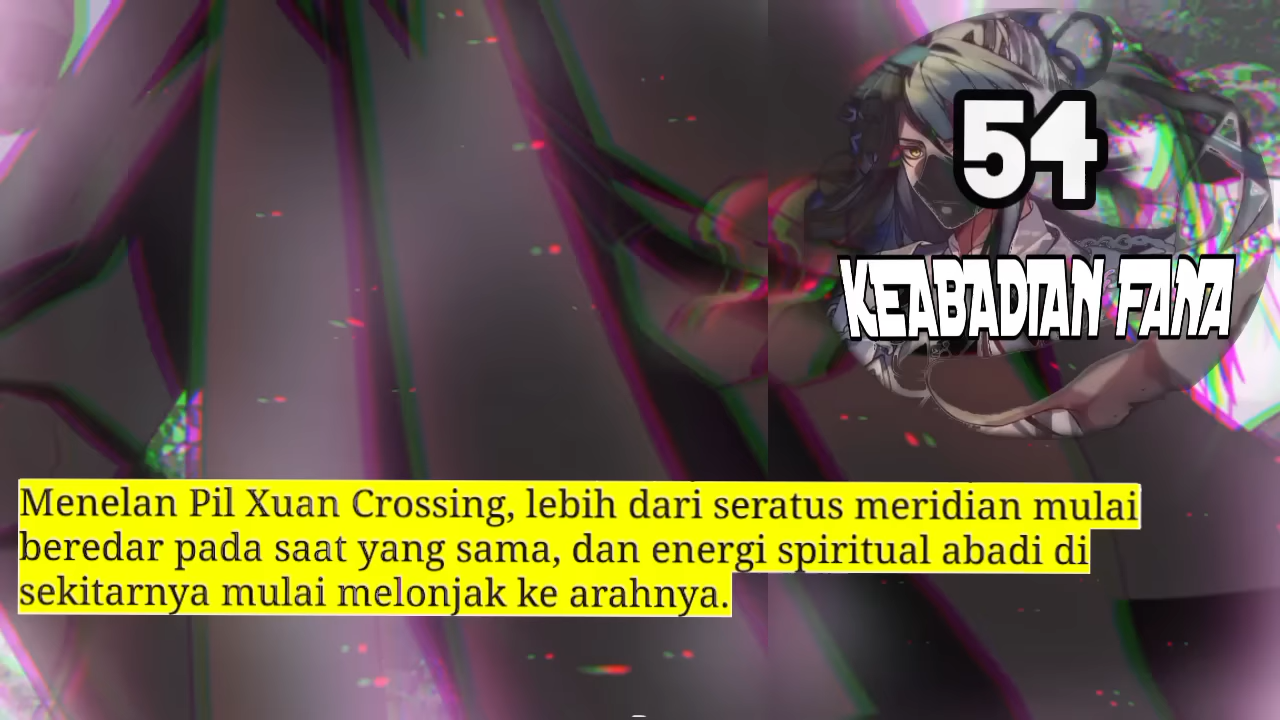 54
KEABADIAN FANA
Menelan Pil Xuan Crossing, lebih dari seratus meridian mulai
beredar pada saat yang sama, dan energi spiritual abadi di
sekitarnya mulai melonjak ke arahnya.